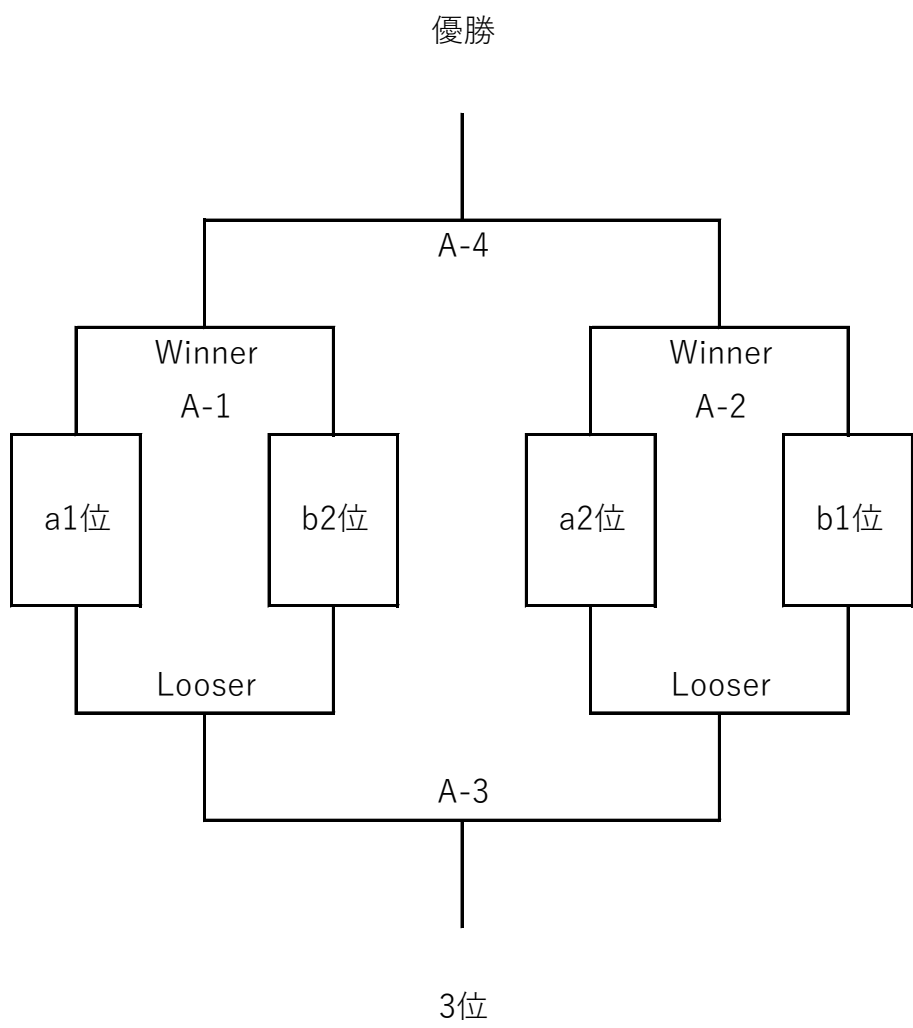 優勝
A-4
Winner
Winner
A-1
A-2
a1位
b2位
a2位
b1位
Looser
Looser
A-3
3位